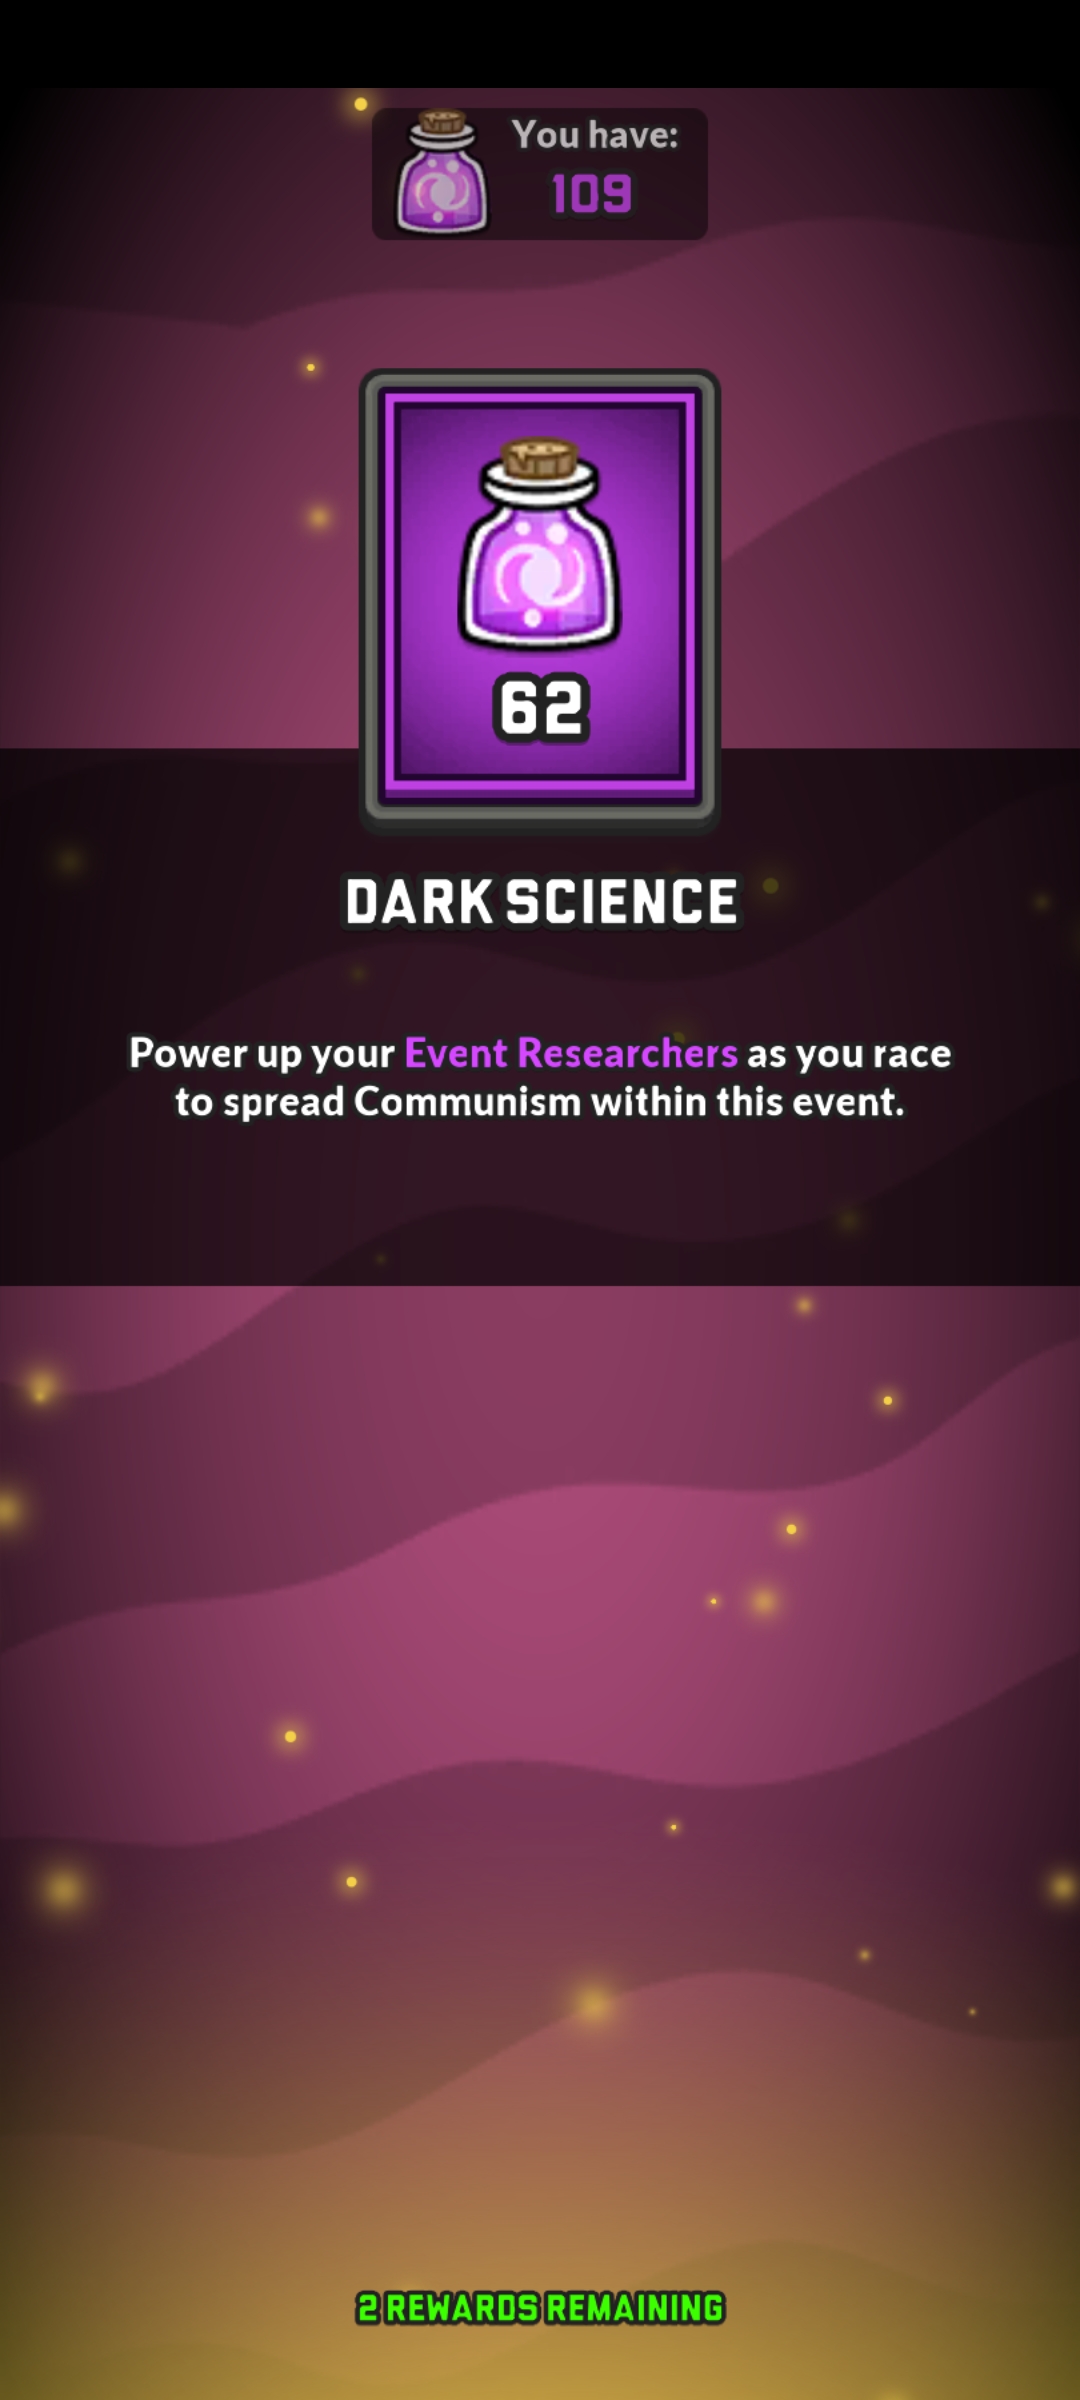 You have:
109
62
DARK SCIENCE
Power up your Event Researchers as you race
to spread Communism within this event.
2 REWARDS REMAINING